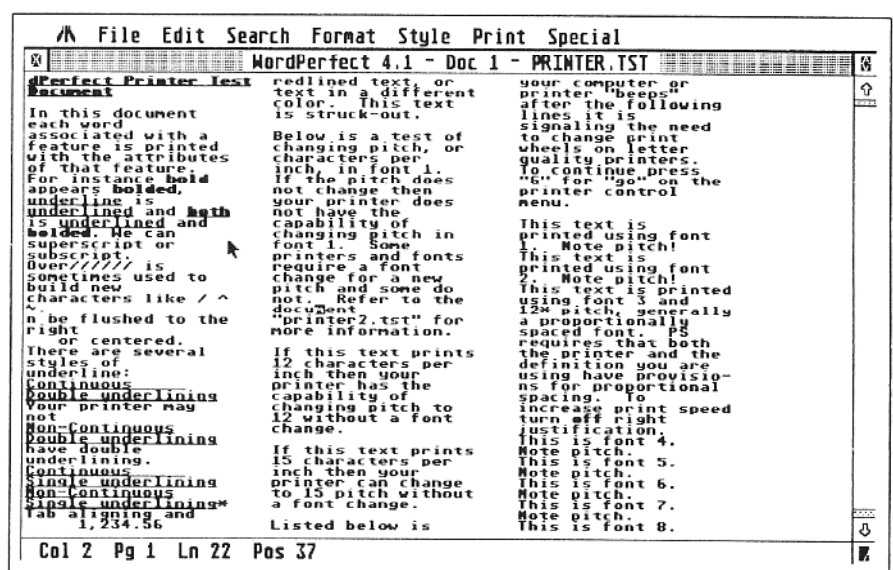 File Edit Search Format Style Print Special
WordPerfect 4.1 - Doc 1 - PRINTER.TST
dPerfect Printer Test
Document
In this document
each word
associated with a
feature is printed
with the attributes
of that feature.
For instance bold
appears bolded,
underline is
underlined and both
is underlined and
bolded. We can
superscript or
subscript.
Over////// is
sometimes used to
build new
characters like / ^
~.
n be flushed to the
right
or centered.
There are several
styles of
underline:
Continuous
Double underlining
Your printer may
not
Non-Continuous
Double underlining
have double
underlining.
Continuous
Single underlining
Non-Continuous
Single underlining*
Tab aligning and
1,234.56
redlined text, or
text in a different
color. This text
is struck-out.
Below is a test of
changing pitch, or
characters per
inch, in font 1.
If the pitch does
not change then
your printer does
not have the
capability of
changing pitch in
font 1. Some
printers and fonts
require a font
change for a new
pitch and some do
not. Refer to the
document
"printer2.tst" for
more information.
If this text prints
12 characters per
inch then your
printer has the
capability of
changing pitch to
12 without a font
change.
If this text prints
15 characters per
inch then your
printer can change
to 15 pitch without
a font change.
Listed below is
your computer or
printer "beeps"
after the following
lines it is
signaling the need
to change print
wheels on letter
quality printers.
To continue press
"G" for "go" on the
printer control
menu.
This text is
printed using font
1. Note pitch!
This text is
printed using font
2. Note pitch!
This text is printed
using font 3 and
12* pitch, generally
a proportionally
spaced font. PS
requires that both
the printer and the
definition you are
using have provisio-
ns for proportional
spacing. To
increase print speed
turn off right
justification.
This is font 4.
Note pitch.
This is font 5.
Note pitch.
This is font 6.
Note pitch.
This is font 7.
Note pitch.
This is font 8.
Col 2 Pg 1 Ln 22 Pos 37